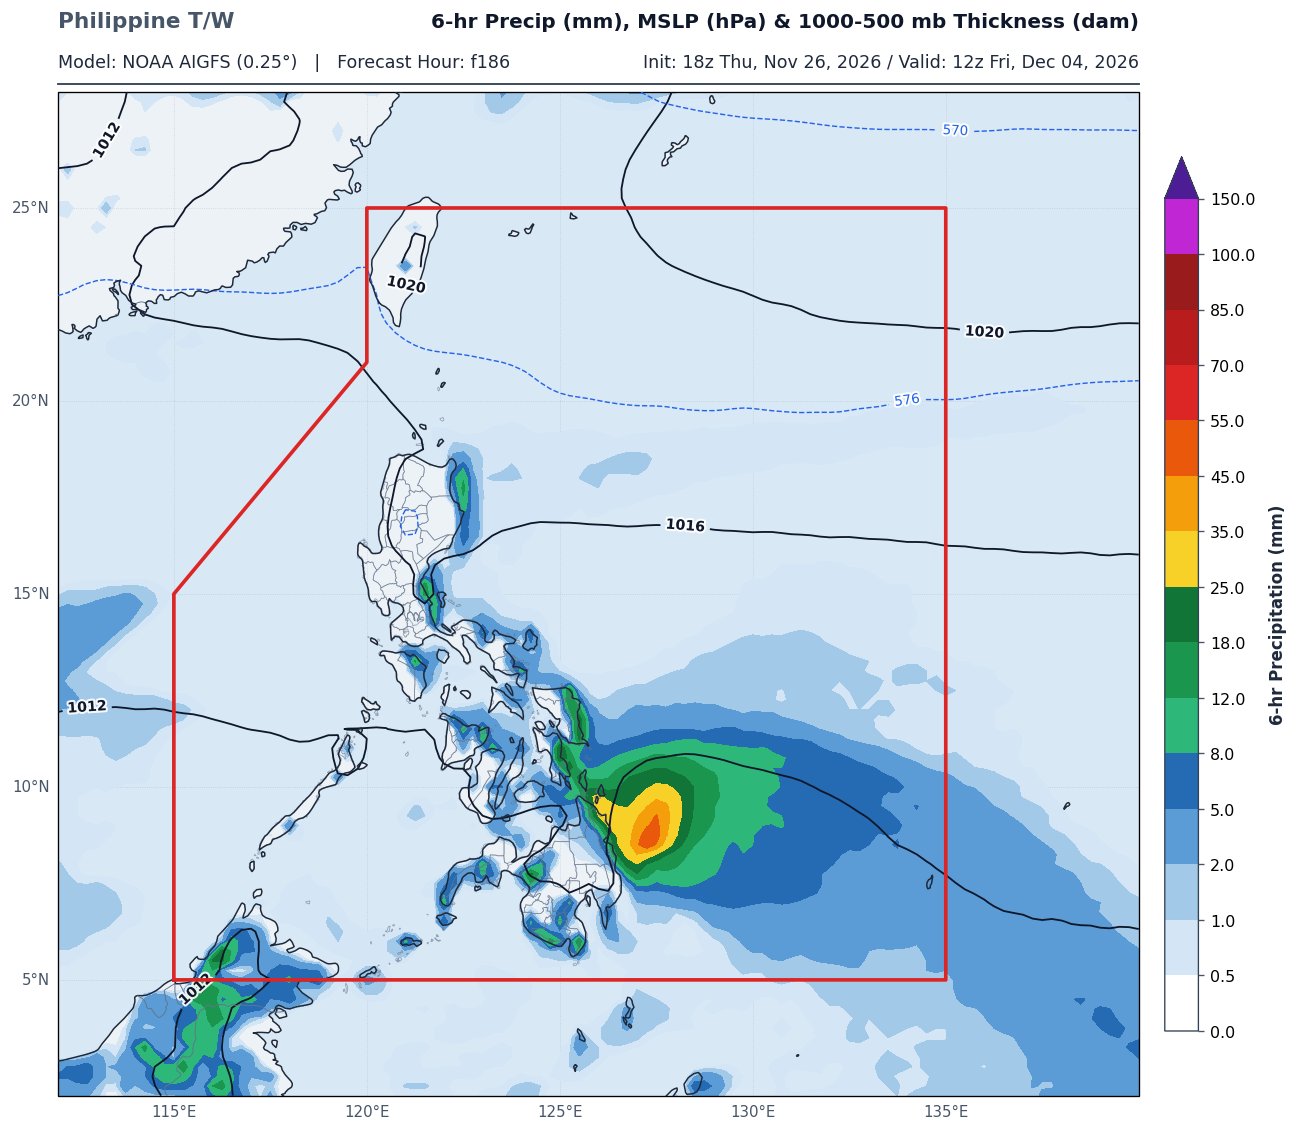 Philippine T/W
6-hr Precip (mm), MSLP (hPa) & 1000-500 mb Thickness (dam)
Model: NOAA AIGFS (0.25°) | Forecast Hour: f186
Init: 18z Thu, Nov 26, 2026 / Valid: 12z Fri, Dec 04, 2026
1012
570
25°N
1020
1020
20°N
576
1016
15°N
1012
10°N
5°N
1012
115°E
120°E
125°E
130°E
135°E
150.0
100.0
85.0
70.0
55.0
45.0
35.0
25.0
18.0
12.0
8.0
5.0
2.0
1.0
0.5
0.0
6-hr Precipitation (mm)